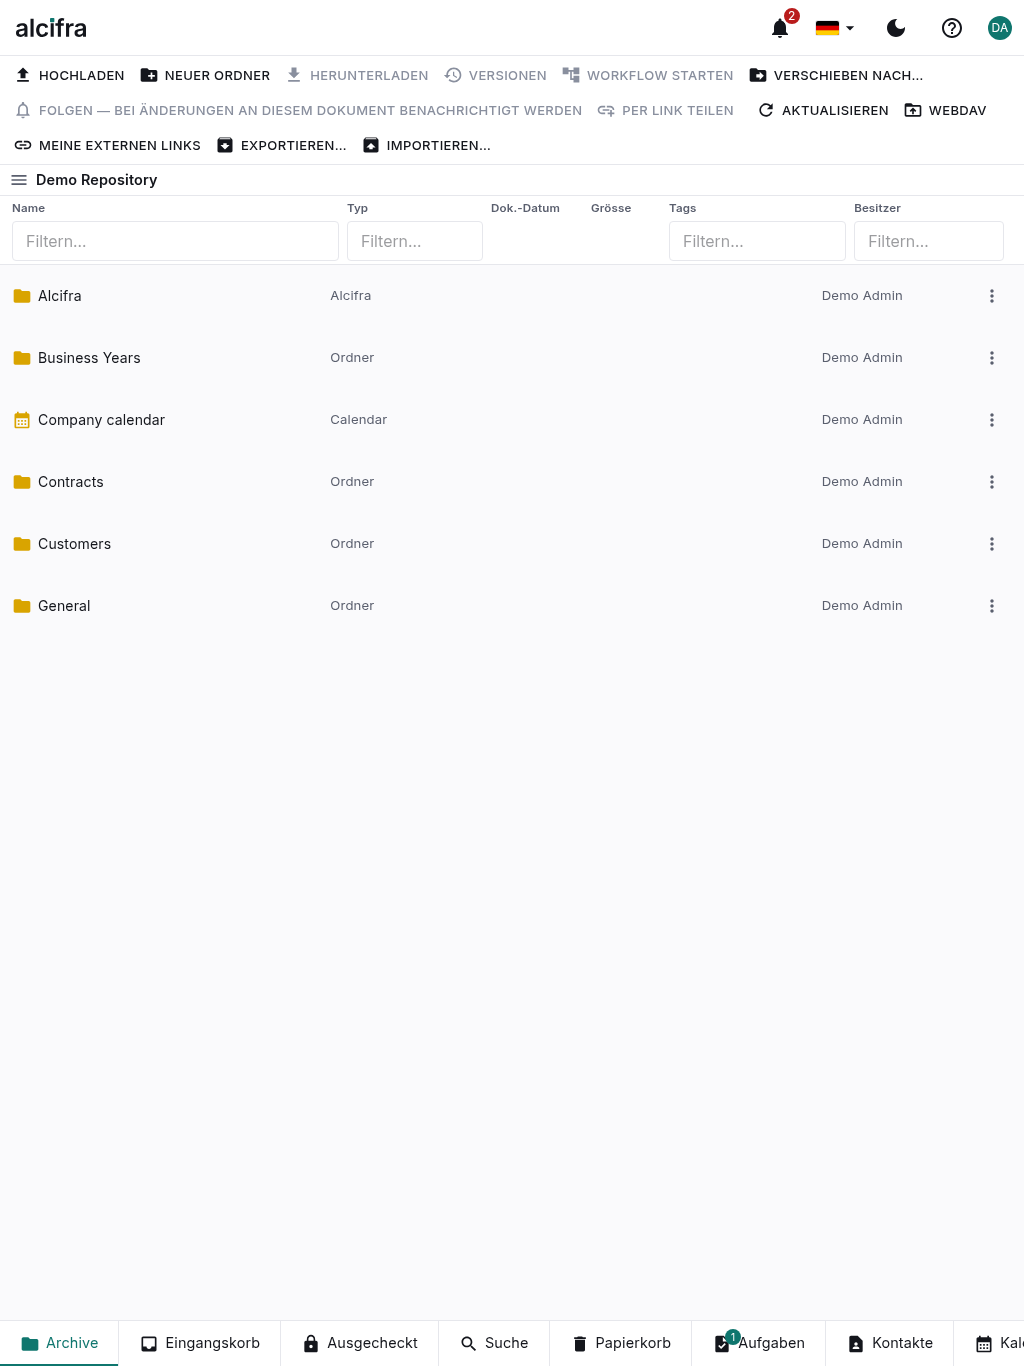 alcifra
2
DA
HOCHLADEN NEUER ORDNER HERUNTERLADEN VERSIONEN WORKFLOW STARTEN VERSCHIEBEN NACH...
FOLGEN — BEI ÄNDERUNGEN AN DIESEM DOKUMENT BENACHRICHTIGT WERDEN PER LINK TEILEN AKTUALISIEREN WEBDAV
MEINE EXTERNEN LINKS EXPORTIEREN... IMPORTIEREN...
Demo Repository
Name Typ Dok.-Datum Grösse Tags Besitzer
Filtern... Filtern... Filtern... Filtern...
Alcifra Alcifra Demo Admin
Business Years Ordner Demo Admin
Company calendar Calendar Demo Admin
Contracts Ordner Demo Admin
Customers Ordner Demo Admin
General Ordner Demo Admin
Archive Eingangskorb Ausgecheckt Suche Papierkorb 1 Aufgaben Kontakte